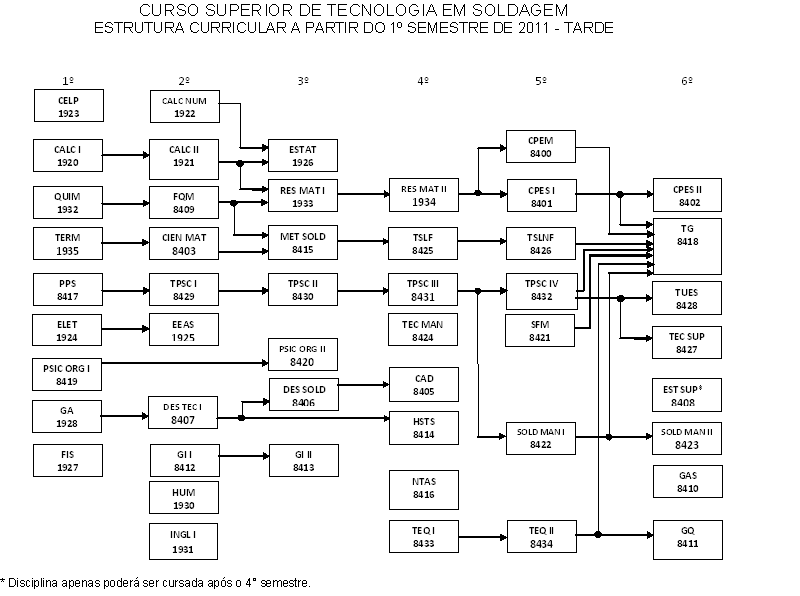 CURSO SUPERIOR DE TECNOLOGIA EM SOLDAGEM
ESTRUTURA CURRICULAR A PARTIR DO 1º SEMESTRE DE 2011 - TARDE
1º
2º
3º
4º
5º
6º
CELP
1923
CALC I
1920
QUIM
1932
TERM
1935
PPS
8417
ELET
1924
PSIC ORG I
8419
GA
1928
FIS
1927
CALC NUM
1922
CALC II
1921
FQM
8409
CIEN MAT
8403
TPSC I
8429
EEAS
1925
DES TEC I
8407
GI I
8412
HUM
1930
INGL I
1931
ESTAT
1926
RES MAT I
1933
MET SOLD
8415
TPSC II
8430
PSIC ORG II
8420
DES SOLD
8406
GI II
8413
RES MAT II
1934
TSLF
8425
TPSC III
8431
TEC MAN
8424
CAD
8405
HSTS
8414
NTAS
8416
TEQ I
8433
CPEM
8400
CPES I
8401
TSLNF
8426
TPSC IV
8432
SFM
8421
SOLD MAN I
8422
TEQ II
8434
CPES II
8402
TG
8418
TUES
8428
TEC SUP
8427
EST SUP*
8408
SOLD MAN II
8423
GAS
8410
GQ
8411
* Disciplina apenas poderá ser cursada após o 4° semestre.